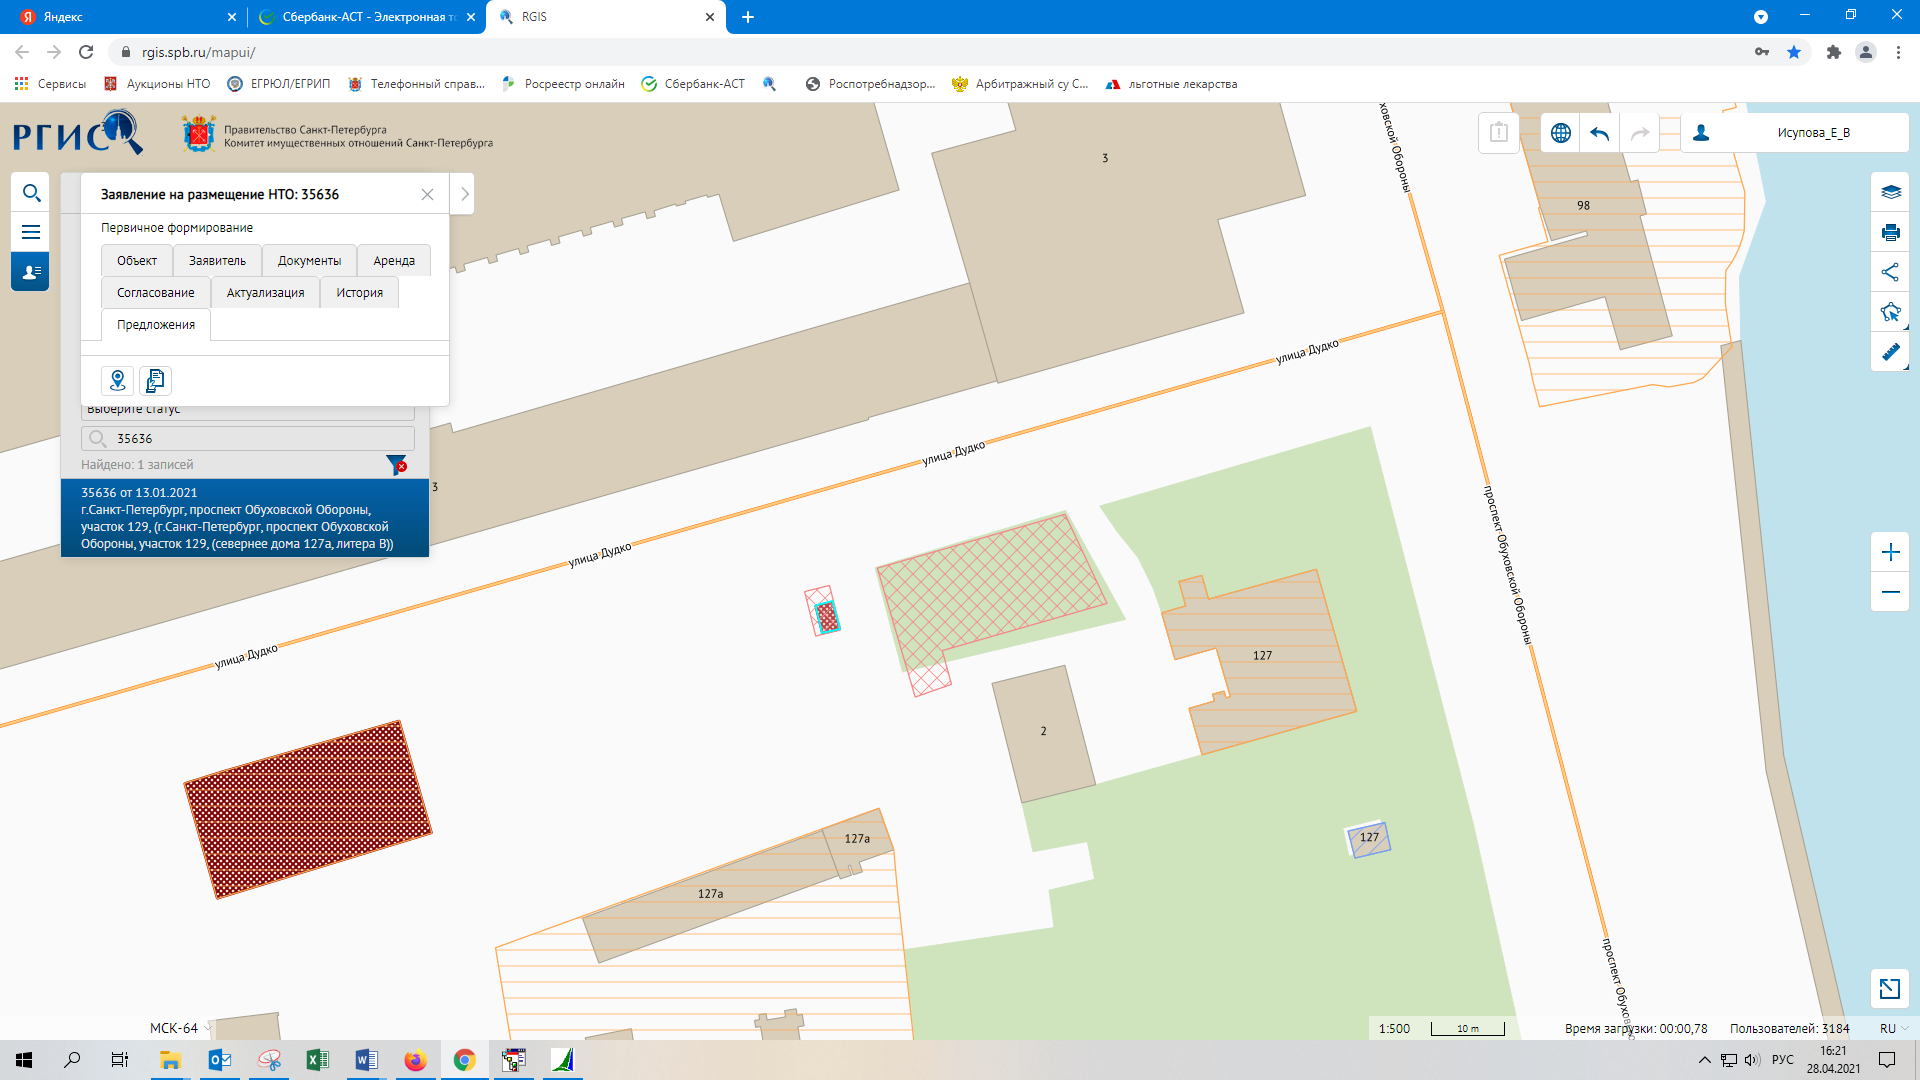 Яндекс
Сбербанк-АСТ - Электронная то
RGIS
rgis.spb.ru/mapui/
Сервисы
Аукционы НТО
ЕГРЮЛ/ЕГРИП
Телефонный справ...
Росреестр онлайн
Сбербанк-АСТ
Роспотребнадзор...
Арбитражный су С...
льготные лекарства
РГИС
Правительство Санкт-Петербурга
Комитет имущественных отношений Санкт-Петербурга
Исупова_Е_В
Заявление на размещение НТО: 35636
Первичное формирование
Объект
Заявитель
Документы
Аренда
Согласование
Актуализация
История
Предложения
Выберите статус
35636
Найдено: 1 записей
35636 от 13.01.2021
г.Санкт-Петербург, проспект Обуховской Обороны,
участок 129, (г.Санкт-Петербург, проспект Обуховской
Обороны, участок 129, (севернее дома 127а, литера В))
3
3
98
ховской Обороны
улица Дудко
улица Дудко
улица Дудко
улица Дудко
проспект Обуховской Обороны
127
2
127
127а
127а
проспект Обуховс
МСК-64
1:500
10 m
Время загрузки: 00:00,78
Пользователей: 3184
RU
РУС
16:21
28.04.2021